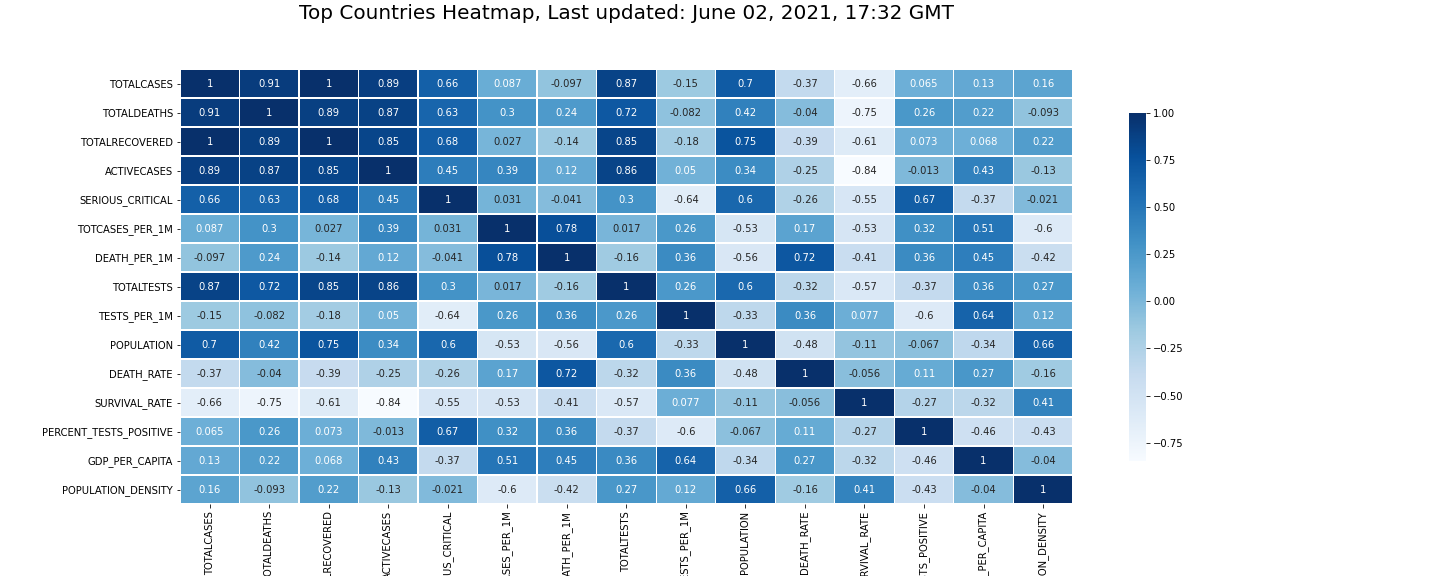 Top Countries Heatmap, Last updated: June 02, 2021, 17:32 GMT
TOTALCASES 1 0.91 1 0.89 0.66 0.087 -0.097 0.87 -0.15 0.7 -0.37 -0.66 0.065 0.13 0.16
TOTALDEATHS 0.91 1 0.89 0.87 0.63 0.3 0.24 0.72 -0.082 0.42 -0.04 -0.75 0.26 0.22 -0.093
TOTALRECOVERED 1 0.89 1 0.85 0.68 0.027 -0.14 0.85 -0.18 0.75 -0.39 -0.61 0.073 0.068 0.22
ACTIVECASES 0.89 0.87 0.85 1 0.45 0.39 0.12 0.86 0.05 0.34 -0.25 -0.84 -0.013 0.43 -0.13
SERIOUS_CRITICAL 0.66 0.63 0.68 0.45 1 0.031 -0.041 0.3 -0.64 0.6 -0.26 -0.55 0.67 -0.37 -0.021
TOTCASES_PER_1M 0.087 0.3 0.027 0.39 0.031 1 0.78 0.017 0.26 -0.53 0.17 -0.53 0.32 0.51 -0.6
DEATH_PER_1M -0.097 0.24 -0.14 0.12 -0.041 0.78 1 -0.16 0.36 -0.56 0.72 -0.41 0.36 0.45 -0.42
TOTALTESTS 0.87 0.72 0.85 0.86 0.3 0.017 -0.16 1 0.26 0.6 -0.32 -0.57 -0.37 0.36 0.27
TESTS_PER_1M -0.15 -0.082 -0.18 0.05 -0.64 0.26 0.36 0.26 1 -0.33 0.36 0.077 -0.6 0.64 0.12
POPULATION 0.7 0.42 0.75 0.34 0.6 -0.53 -0.56 0.6 -0.33 1 -0.48 -0.11 -0.067 -0.34 0.66
DEATH_RATE -0.37 -0.04 -0.39 -0.25 -0.26 0.17 0.72 -0.32 0.36 -0.48 1 -0.056 0.11 0.27 -0.16
SURVIVAL_RATE -0.66 -0.75 -0.61 -0.84 -0.55 -0.53 -0.41 -0.57 0.077 -0.11 -0.056 1 -0.27 -0.32 0.41
PERCENT_TESTS_POSITIVE 0.065 0.26 0.073 -0.013 0.67 0.32 0.36 -0.37 -0.6 -0.067 0.11 -0.27 1 -0.46 -0.43
GDP_PER_CAPITA 0.13 0.22 0.068 0.43 -0.37 0.51 0.45 0.36 0.64 -0.34 0.27 -0.32 -0.46 1 -0.04
POPULATION_DENSITY 0.16 -0.093 0.22 -0.13 -0.021 -0.6 -0.42 0.27 0.12 0.66 -0.16 0.41 -0.43 -0.04 1
TOTALCASES
OTALDEATHS
LRECOVERED
ACTIVECASES
US_CRITICAL
SES_PER_1M
ATH_PER_1M
TOTALTESTS
STS_PER_1M
POPULATION
DEATH_RATE
RVIVAL_RATE
TS_POSITIVE
_PER_CAPITA
ON_DENSITY
1.00
0.75
0.50
0.25
0.00
−0.25
−0.50
−0.75